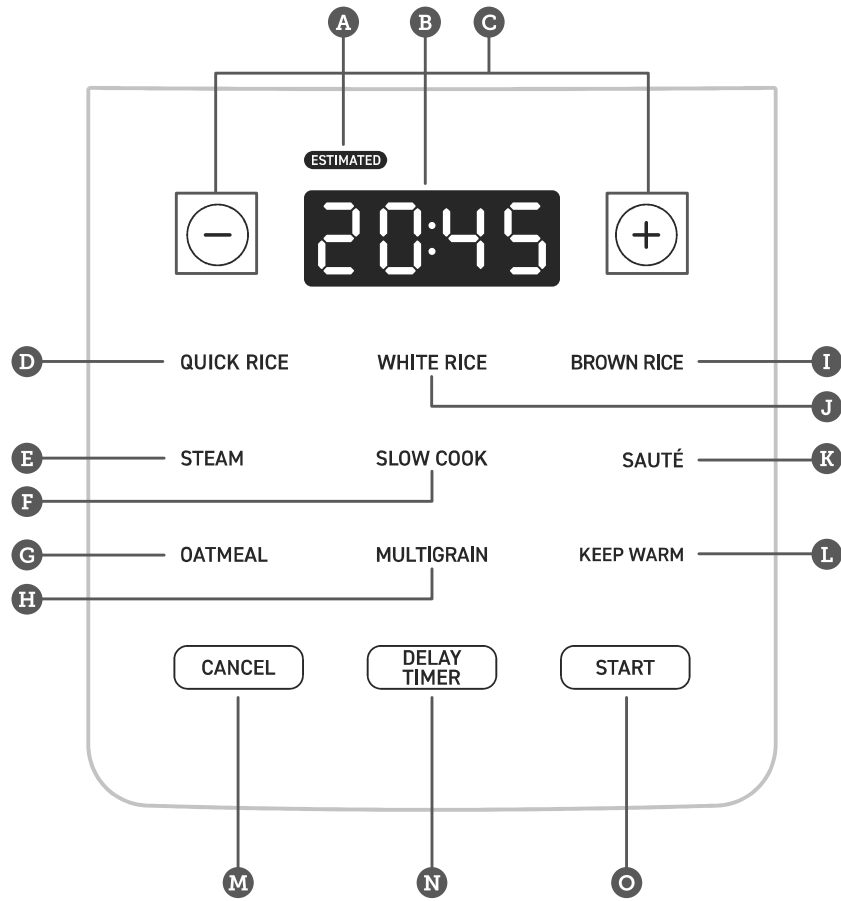 A B C
ESTIMATED
− 20:45 +
D QUICK RICE WHITE RICE BROWN RICE I
J
E STEAM SLOW COOK SAUTÉ K
F
G OATMEAL MULTIGRAIN KEEP WARM L
H
CANCEL DELAY TIMER START
M N O